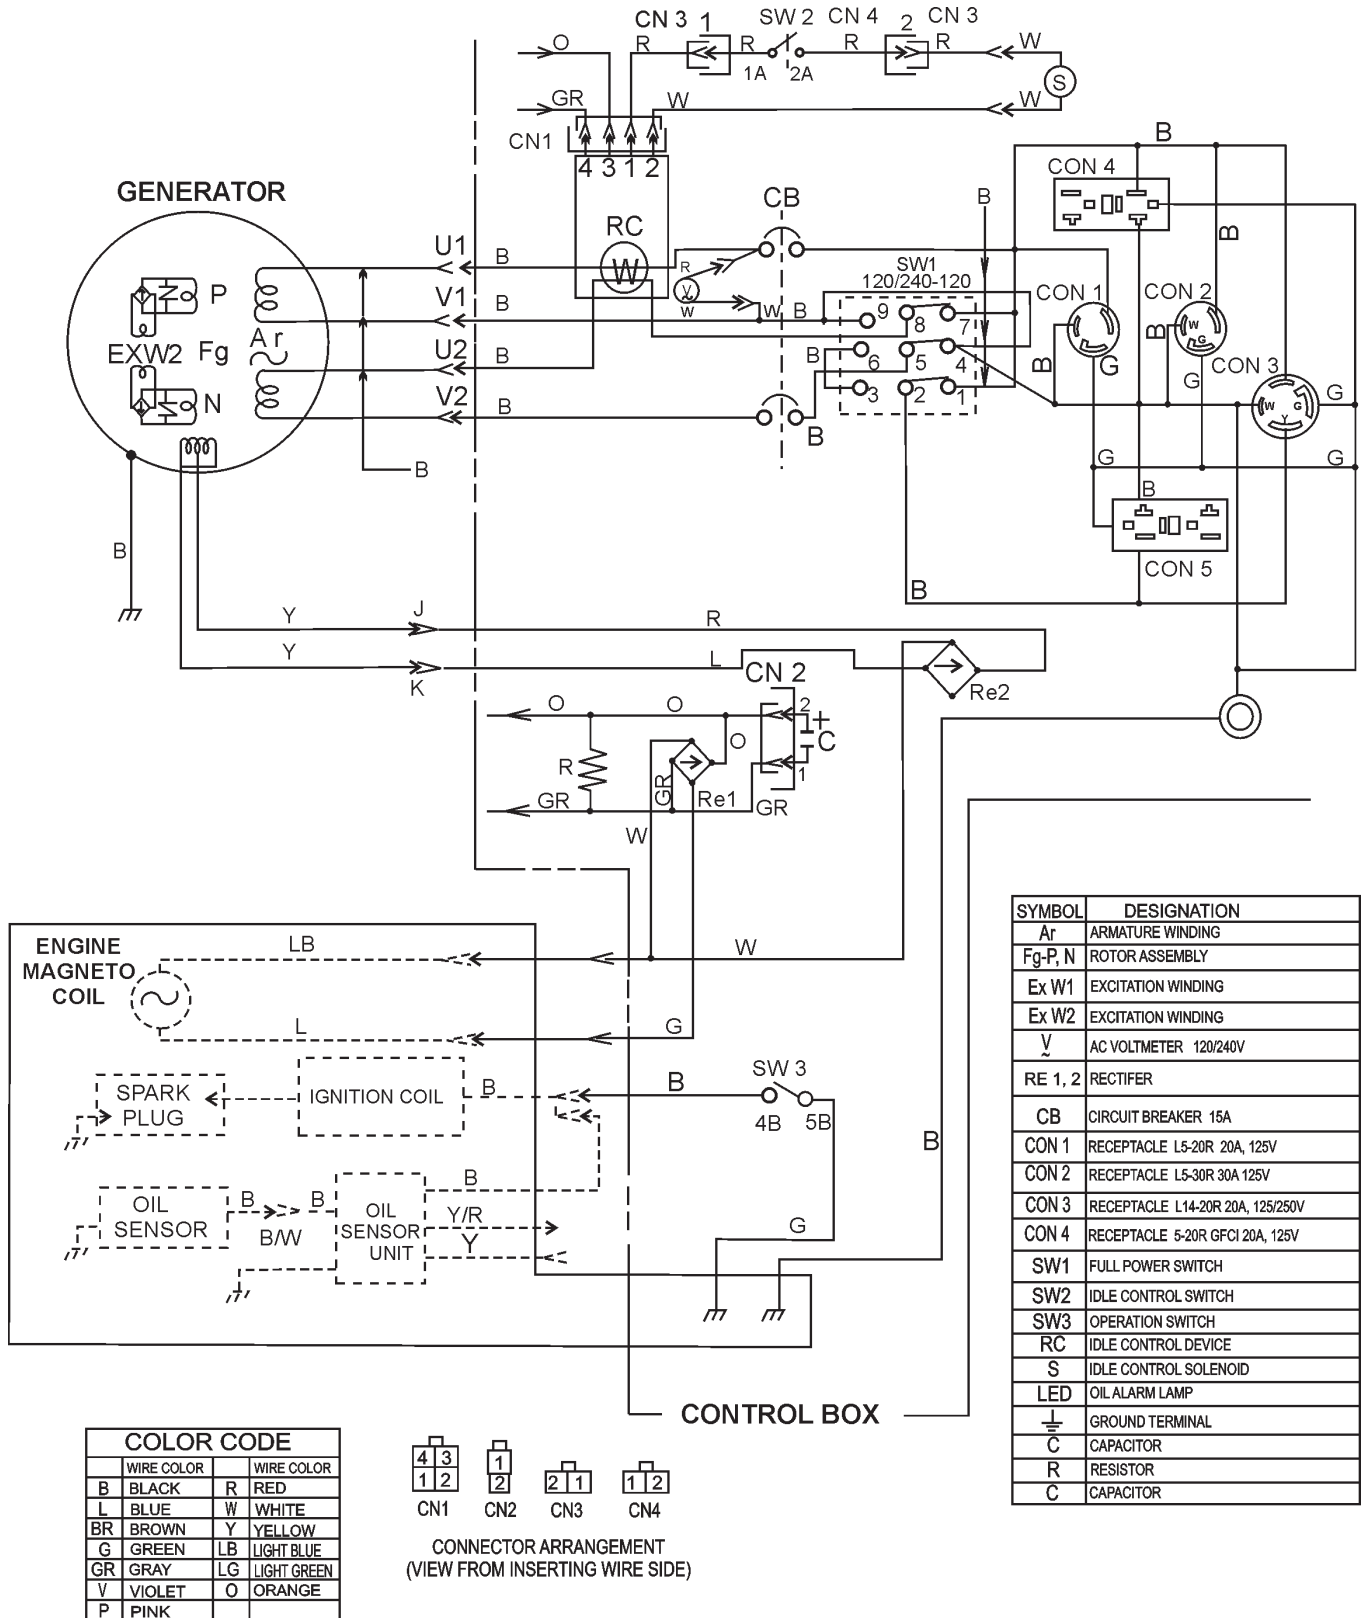 CN 3 1 SW 2 CN 4 2 CN 3
O R R R R W
1A 2A
S
GR W W
CN1
4 3 1 2
B
CON 4
GENERATOR
CB
B
RC
W
U1 B
R
V
W
SW1
120/240-120
B
P
V1 B
W B
9 8 7
CON 1
CON 2
W
G
EXW2 Fg Ar
U2 B
B 6 5 4
B G
B
CON 3
G
N
V2 B
3 2 1
B
W G
Y
G
B
G
G
B
B
CON 5
B
Y J R
Y K L
CN 2
Re2
O O
2
+
C
O
R
GR
GR
Re1
1
GR
W
ENGINE
MAGNETO
COIL
LB
W
L
G
SPARK
PLUG
IGNITION COIL
B
B
SW 3
4B 5B
B
OIL
SENSOR
B B
B/W
OIL
SENSOR
UNIT
B
Y/R
Y
G
CONTROL BOX
SYMBOL DESIGNATION
Ar ARMATURE WINDING
Fg-P, N ROTOR ASSEMBLY
Ex W1 EXCITATION WINDING
Ex W2 EXCITATION WINDING
V AC VOLTMETER 120/240V
RE 1, 2 RECTIFER
CB CIRCUIT BREAKER 15A
CON 1 RECEPTACLE L5-20R 20A, 125V
CON 2 RECEPTACLE L5-30R 30A 125V
CON 3 RECEPTACLE L14-20R 20A, 125/250V
CON 4 RECEPTACLE 5-20R GFCI 20A, 125V
SW1 FULL POWER SWITCH
SW2 IDLE CONTROL SWITCH
SW3 OPERATION SWITCH
RC IDLE CONTROL DEVICE
S IDLE CONTROL SOLENOID
LED OIL ALARM LAMP
GROUND TERMINAL
C CAPACITOR
R RESISTOR
C CAPACITOR
COLOR CODE
WIRE COLOR WIRE COLOR
B BLACK R RED
L BLUE W WHITE
BR BROWN Y YELLOW
G GREEN LB LIGHT BLUE
GR GRAY LG LIGHT GREEN
V VIOLET O ORANGE
P PINK
4 3
1 2
CN1
1
2
CN2
2 1
CN3
1 2
CN4
CONNECTOR ARRANGEMENT
(VIEW FROM INSERTING WIRE SIDE)